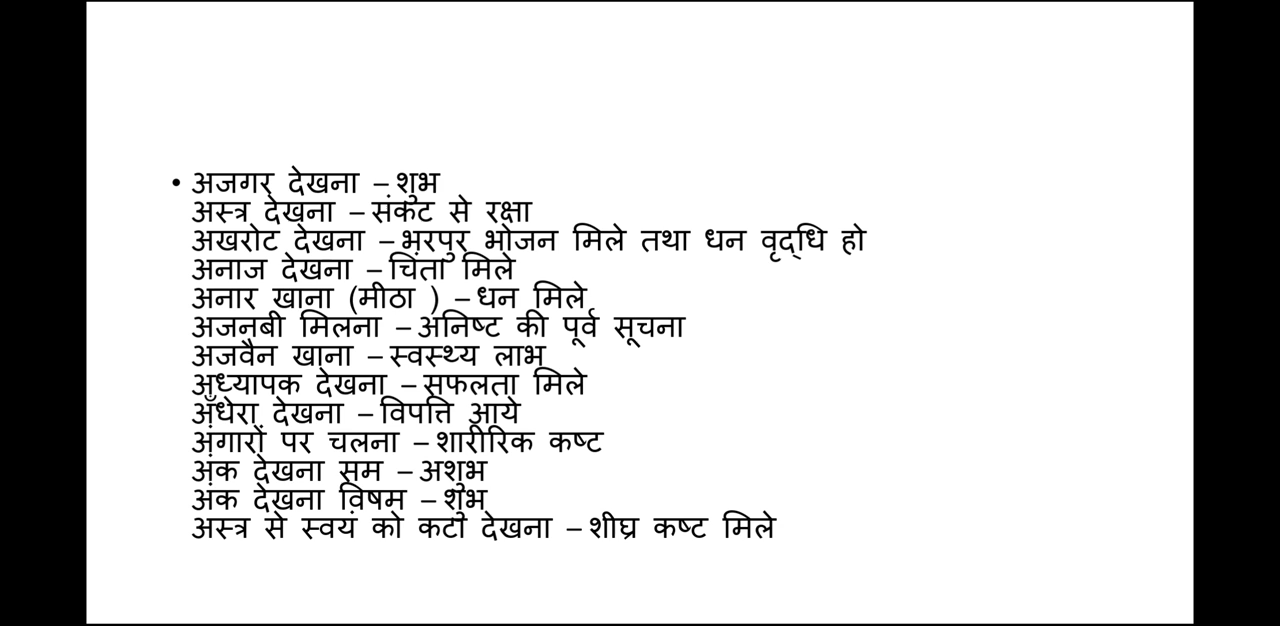 • अजगर देखना – शुभ
अस्त्र देखना – संकट से रक्षा
अखरोट देखना – भरपुर भोजन मिले तथा धन वृद्धि हो
अनाज देखना – चिंता मिले
अनार खाना (मीठा ) – धन मिले
अजनबी मिलना – अनिष्ट की पूर्व सूचना
अजवैन खाना – स्वस्थ्य लाभ
अध्यापक देखना – सफलता मिले
अँधेरा देखना – विपत्ति आये
अंगारों पर चलना – शारीरिक कष्ट
अंक देखना सम – अशुभ
अंक देखना विषम – शुभ
अस्त्र से स्वयं को कटा देखना – शीघ्र कष्ट मिले